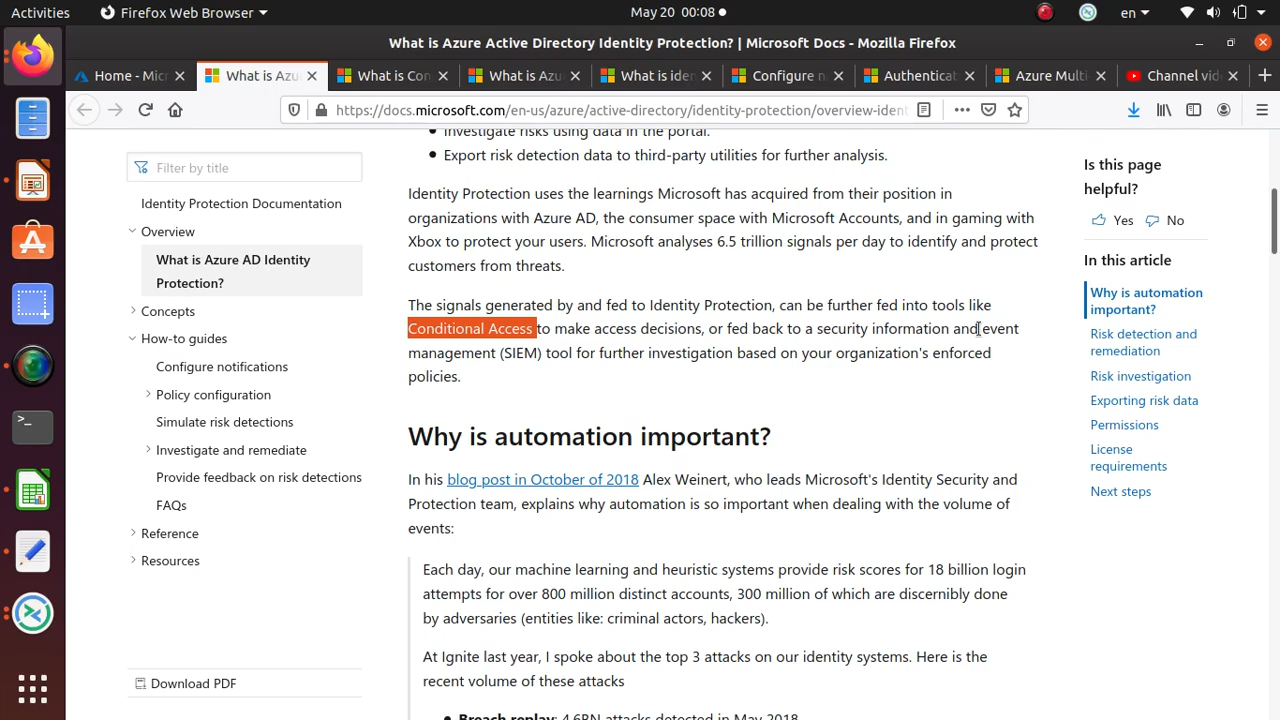 Activities
Firefox Web Browser
May 20 00:08
en
What is Azure Active Directory Identity Protection? | Microsoft Docs - Mozilla Firefox
Home - Micr
What is Azu
What is Con
What is Azu
What is iden
Configure n
Authenticat
Azure Multi
Channel vid
https://docs.microsoft.com/en-us/azure/active-directory/identity-protection/overview-ident
Filter by title
Identity Protection Documentation
Overview
What is Azure AD Identity
Protection?
Concepts
How-to guides
Configure notifications
Policy configuration
Simulate risk detections
Investigate and remediate
Provide feedback on risk detections
FAQs
Reference
Resources
Download PDF
Investigate risks using data in the portal.
Export risk detection data to third-party utilities for further analysis.
Identity Protection uses the learnings Microsoft has acquired from their position in
organizations with Azure AD, the consumer space with Microsoft Accounts, and in gaming with
Xbox to protect your users. Microsoft analyses 6.5 trillion signals per day to identify and protect
customers from threats.
The signals generated by and fed to Identity Protection, can be further fed into tools like
Conditional Access to make access decisions, or fed back to a security information and event
management (SIEM) tool for further investigation based on your organization's enforced
policies.
Why is automation important?
In his blog post in October of 2018 Alex Weinert, who leads Microsoft's Identity Security and
Protection team, explains why automation is so important when dealing with the volume of
events:
Each day, our machine learning and heuristic systems provide risk scores for 18 billion login
attempts for over 800 million distinct accounts, 300 million of which are discernibly done
by adversaries (entities like: criminal actors, hackers).
At Ignite last year, I spoke about the top 3 attacks on our identity systems. Here is the
recent volume of these attacks
Breach replay: 4.6BN attacks detected in May 2018
Is this page
helpful?
Yes
No
In this article
Why is automation
important?
Risk detection and
remediation
Risk investigation
Exporting risk data
Permissions
License
requirements
Next steps